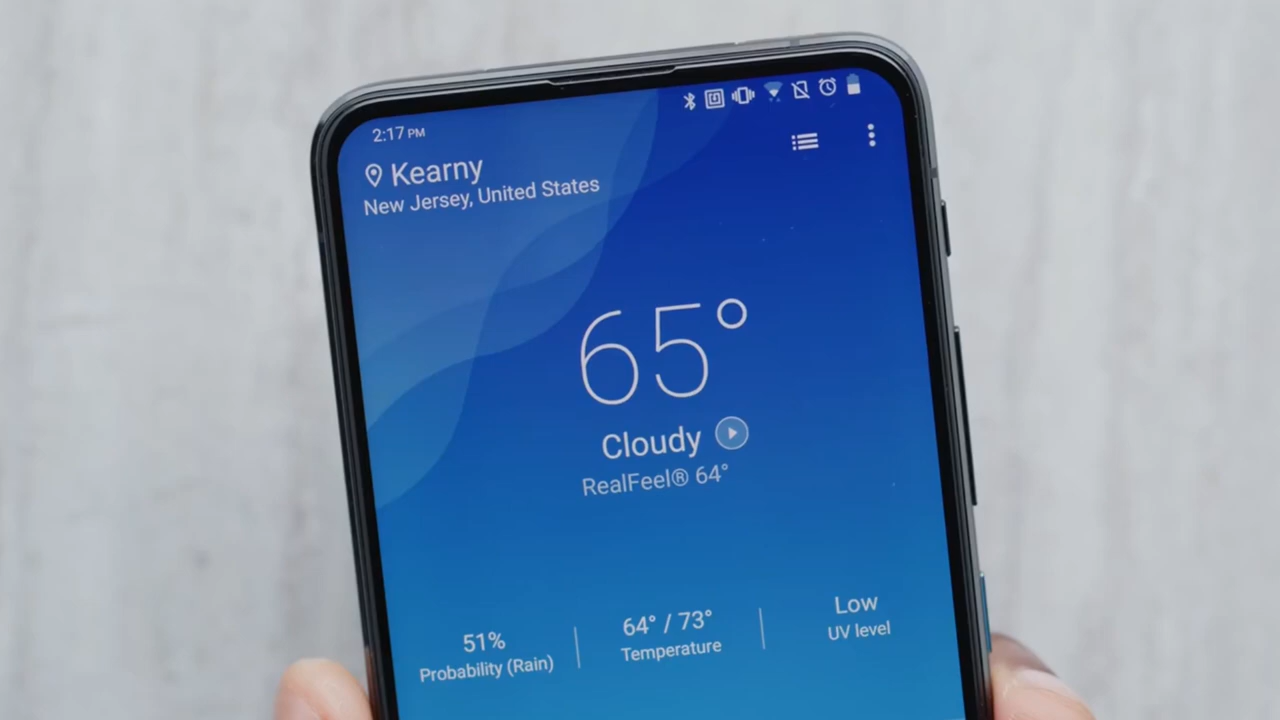 2:17 PM
Kearny
New Jersey, United States
65°
Cloudy
RealFeel® 64°
51%
Probability (Rain)
64° / 73°
Temperature
Low
UV level